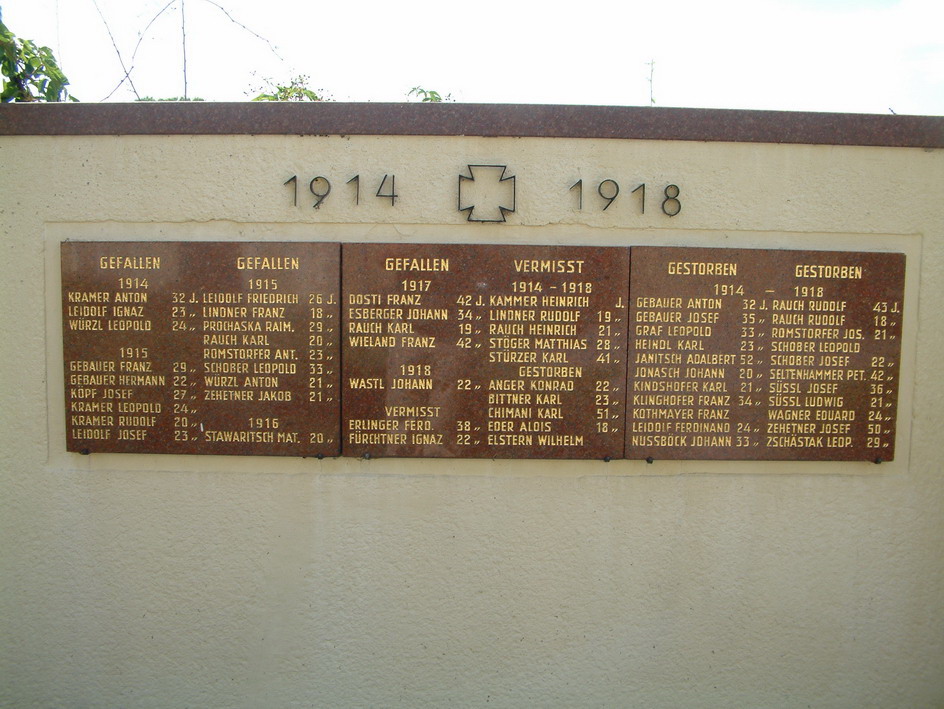 1914 1918
GEFALLEN
1914
KRAMER ANTON 32 J.
LEIDOLF IGNAZ 23 „
WÜRZL LEOPOLD 24 „
1915
GEBAUER FRANZ 29 „
GEBAUER HERMANN 22 „
KOPF JOSEF 27 „
KRAMER LEOPOLD 24 „
KRAMER RUDOLF 20 „
LEIDOLF JOSEF 23 „
GEFALLEN
1915
LEIDOLF FRIEDRICH 26 J.
LINDNER FRANZ 18 „
PROCHASKA RAIM. 29 „
RAUCH KARL 20 „
ROMSTORFER ANT. 23 „
SCHOBER LEOPOLD 33 „
WÜRZL ANTON 21 „
ZEHETNER JAKOB 21 „
1916
STAWARITSCH MAT. 20 „
GEFALLEN
1917
DOSTI FRANZ 42 J.
ESBERGER JOHANN 34 „
RAUCH KARL 19 „
WIELAND FRANZ 42 „
1918
WASTL JOHANN 22 „
VERMISST
ERLINGER FERD. 38 „
FÜRCHTNER IGNAZ 22 „
VERMISST
1914 - 1918
KAMMER HEINRICH J.
LINDNER RUDOLF 19 „
RAUCH HEINRICH 21 „
STÖGER MATTHIAS 28 „
STÜRZER KARL 41 „
GESTORBEN
ANGER KONRAD 22 „
BITTNER KARL 23 „
CHIMANI KARL 51 „
EDER ALOIS 18 „
ELSTERN WILHELM
GESTORBEN GESTORBEN
1914 - 1918
GEBAUER ANTON 32 J.
GEBAUER JOSEF 35 „
GRAF LEOPOLD 33 „
HEINDL KARL 23 „
JANITSCH ADALBERT 52 „
JONASCH JOHANN 20 „
KINDSHOFER KARL 21 „
KLINGHOFER FRANZ 34 „
KOTHMAYER FRANZ
LEIDOLF FERDINAND 24 „
NUSSBÖCK JOHANN 33 „
RAUCH RUDOLF 43 J.
RAUCH RUDOLF 18 „
ROMSTORFER JOS. 21 „
SCHOBER LEOPOLD
SCHOBER JOSEF 22 „
SELTENHAMMER PET. 42 „
SÜSSL JOSEF 36 „
SÜSSL LUDWIG 21 „
WAGNER EDUARD 24 „
ZEHETNER JOSEF 50 „
ZSCHÄSTAK LEOP. 29 „